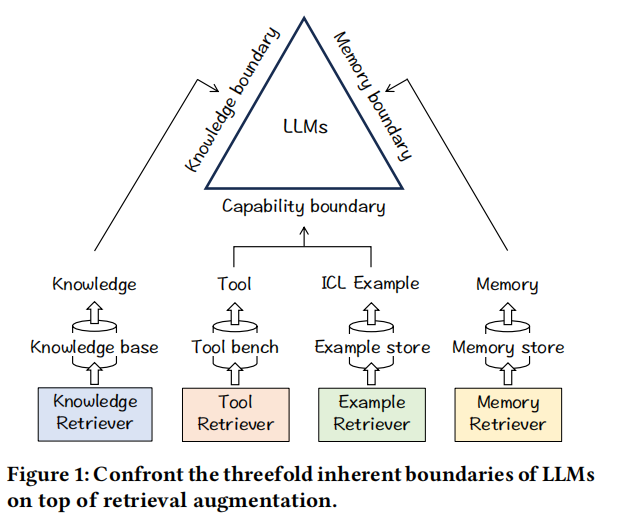 Knowledge boundary
Memory boundary
LLMs
Capability boundary
Knowledge
Tool
ICL Example
Memory
Knowledge base
Tool bench
Example store
Memory store
Knowledge
Retriever
Tool
Retriever
Example
Retriever
Memory
Retriever
Figure 1: Confront the threefold inherent boundaries of LLMs
on top of retrieval augmentation.